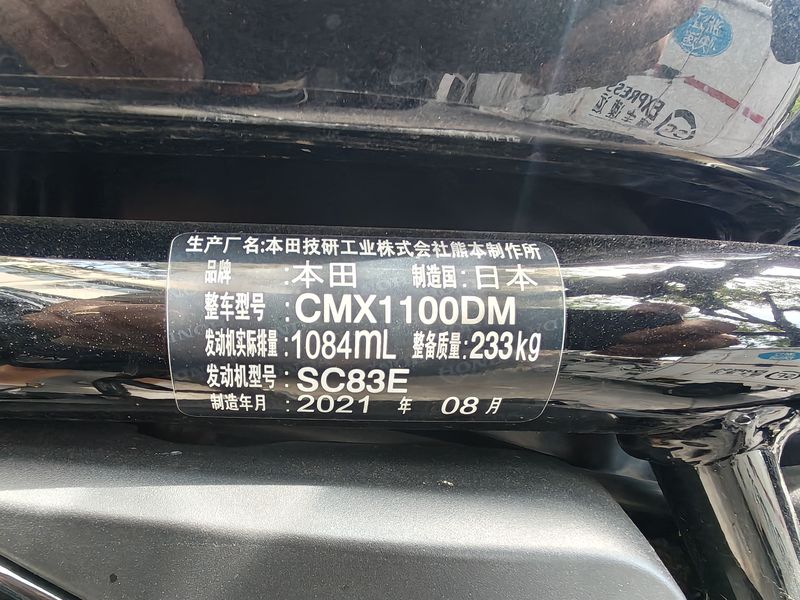 EXPRESS
生产厂名:本田技研工业株式会社熊本制作所
品牌 :本田 制造国:日本
整车型号:CMX1100DM
发动机实际排量:1084mL 整备质量:233kg
发动机型号:SC83E
制造年月:2021 年 08月